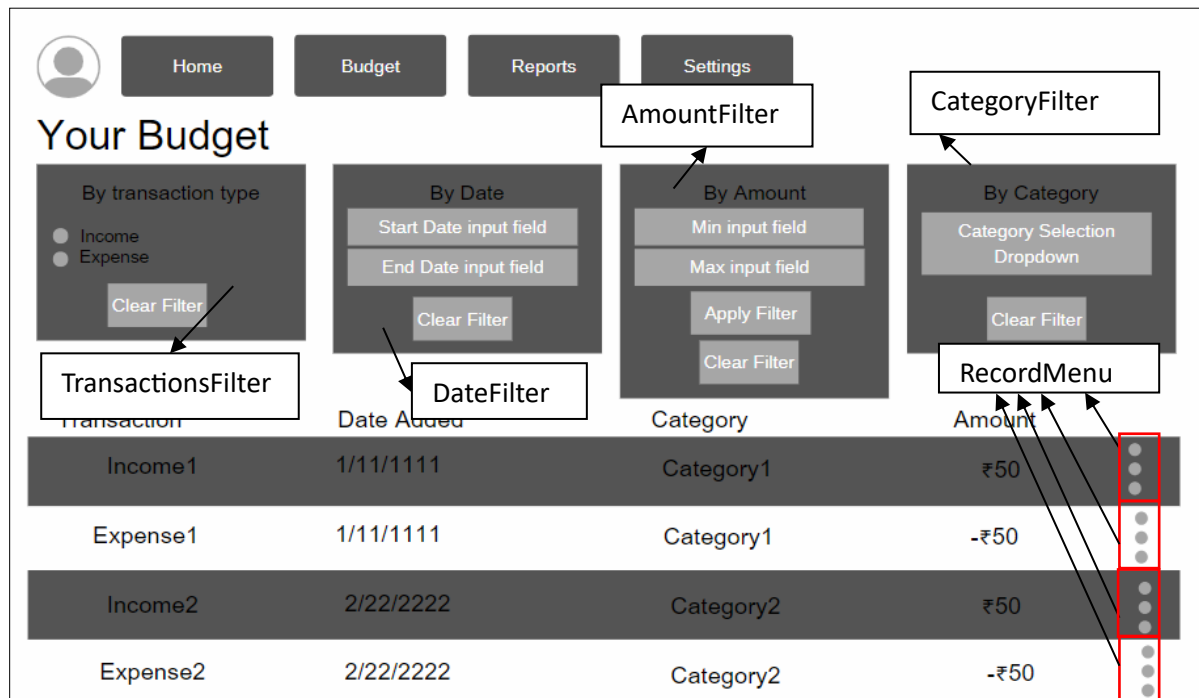 Home
Budget
Reports
Settings
AmountFilter
CategoryFilter
Your Budget
By transaction type
Income
Expense
Clear Filter
By Date
Start Date input field
End Date input field
Clear Filter
By Amount
Min input field
Max input field
Apply Filter
Clear Filter
By Category
Category Selection
Dropdown
Clear Filter
TransactionsFilter
DateFilter
RecordMenu
Transaction Date Added Category Amount
Income1 1/11/1111 Category1 ₹50
Expense1 1/11/1111 Category1 -₹50
Income2 2/22/2222 Category2 ₹50
Expense2 2/22/2222 Category2 -₹50